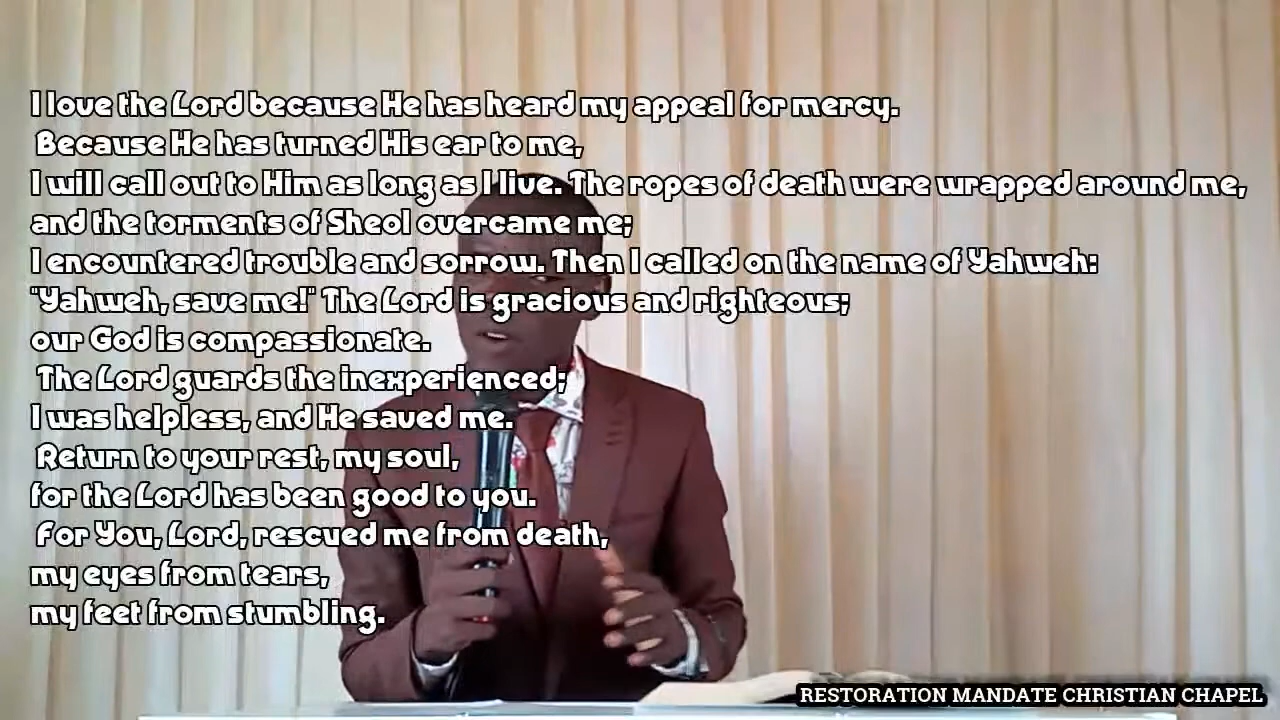 I love the Lord because He has heard my appeal for mercy.
Because He has turned His ear to me,
I will call out to Him as long as I live. The ropes of death were wrapped around me,
and the torments of Sheol overcame me;
I encountered trouble and sorrow. Then I called on the name of Yahweh:
"Yahweh, save me!" The Lord is gracious and righteous;
our God is compassionate.
The Lord guards the inexperienced;
I was helpless, and He saved me.
Return to your rest, my soul,
for the Lord has been good to you.
For You, Lord, rescued me from death,
my eyes from tears,
my feet from stumbling.
RESTORATION MANDATE CHRISTIAN CHAPEL